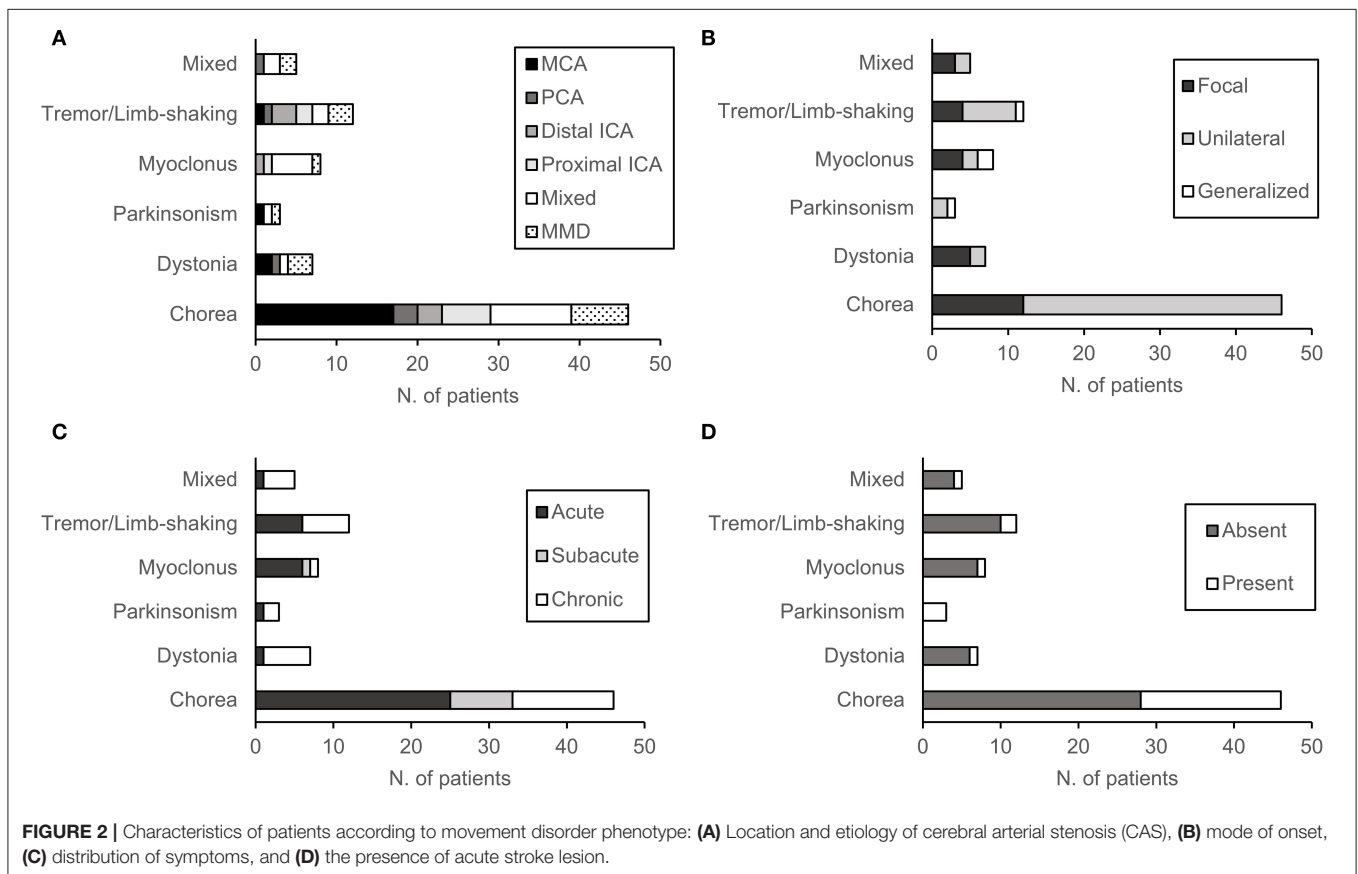 A
Mixed
Tremor/Limb-shaking
Myoclonus
Parkinsonism
Dystonia
Chorea
0 10 20 30 40 50
N. of patients
MCA
PCA
Distal ICA
Proximal ICA
Mixed
MMD
B
Mixed
Tremor/Limb-shaking
Myoclonus
Parkinsonism
Dystonia
Chorea
0 10 20 30 40 50
N. of patients
Focal
Unilateral
Generalized
C
Mixed
Tremor/Limb-shaking
Myoclonus
Parkinsonism
Dystonia
Chorea
0 10 20 30 40 50
N. of patients
Acute
Subacute
Chronic
D
Mixed
Tremor/Limb-shaking
Myoclonus
Parkinsonism
Dystonia
Chorea
0 10 20 30 40 50
N. of patients
Absent
Present
FIGURE 2 | Characteristics of patients according to movement disorder phenotype: (A) Location and etiology of cerebral arterial stenosis (CAS), (B) mode of onset,
(C) distribution of symptoms, and (D) the presence of acute stroke lesion.